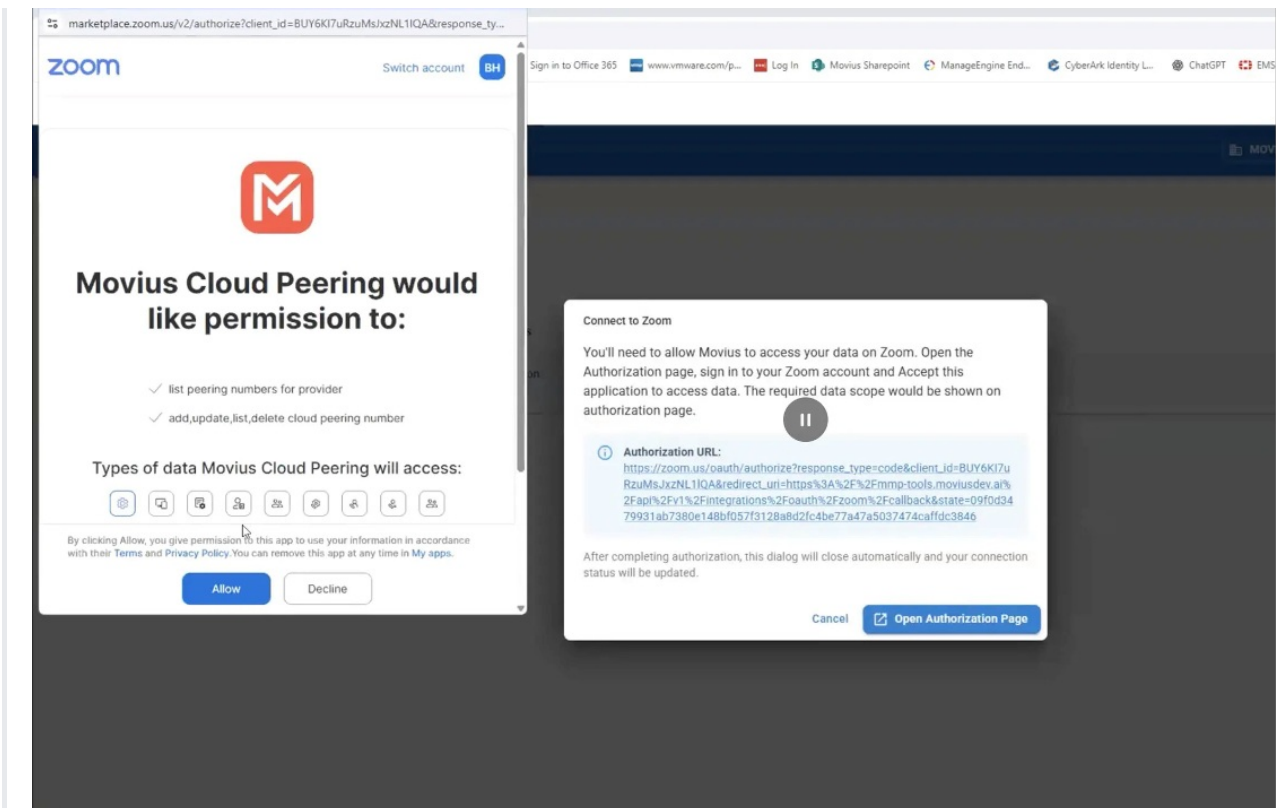 marketplace.zoom.us/v2/authorize?client_id=BUY6KI7uRzuMsJxzNL1IQA&response_ty...
zoom
Switch account
BH
Sign in to Office 365
www.vmware.com/p...
Log In
Movius Sharepoint
ManageEngine End...
CyberArk Identity L...
ChatGPT
EMS
MOV
Movius Cloud Peering would
like permission to:
list peering numbers for provider
add,update,list,delete cloud peering number
Types of data Movius Cloud Peering will access:
By clicking Allow, you give permission to this app to use your information in accordance
with their Terms and Privacy Policy.You can remove this app at any time in My apps.
Allow
Decline
Connect to Zoom
You'll need to allow Movius to access your data on Zoom. Open the
Authorization page, sign in to your Zoom account and Accept this
application to access data. The required data scope would be shown on
authorization page.
Authorization URL:
https://zoom.us/oauth/authorize?response_type=code&client_id=BUY6KI7u
RzuMsJxzNL1IQA&redirect_uri=https%3A%2F%2Fmmp-tools.moviusdev.ai%
2Fapi%2Fv1%2Fintegrations%2Foauth%2Fzoom%2Fcallback&state=09f0d34
79931ab7380e148bf057f3128a8d2fc4be77a47a5037474caffdc3846
After completing authorization, this dialog will close automatically and your connection
status will be updated.
Cancel
Open Authorization Page